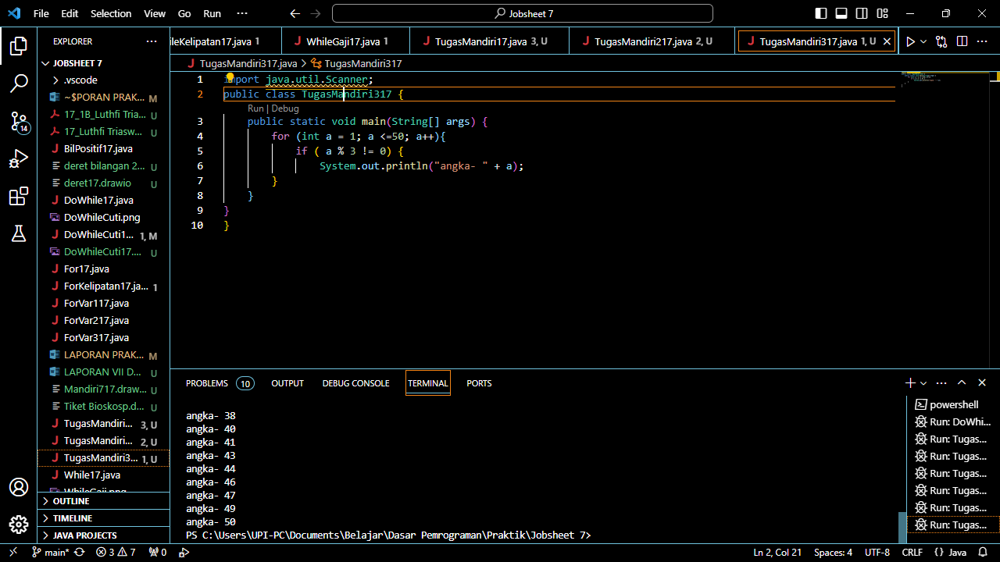 File Edit Selection View Go Run ··· Jobsheet 7
EXPLORER ···
ileKelipatan17.java 1 WhileGaji17.java 1 TugasMandiri17.java 3, U TugasMandiri217.java 2, U TugasMandiri317.java 1, U
JOBSHEET 7
.vscode
~$PORAN PRAK... M
17_1B_Luthfi Tria... U
17_Luthfi Triasw... U
BilPositif17.java
deret bilangan 2... U
deret17.drawio U
DoWhile17.java
DoWhileCuti.png
DoWhileCuti1... 1, M
DoWhileCuti17.... U
For17.java
ForKelipatan17.ja... 1
ForVar117.java
ForVar217.java
ForVar317.java
LAPORAN PRAK... M
LAPORAN VII D... U
Mandiri717.draw... U
Tiket Bioskosp.d... U
TugasMandiri... 3, U
TugasMandiri... 2, U
TugasMandiri3... 1, U
While17.java
WhileGaji.png
OUTLINE
TIMELINE
JAVA PROJECTS
TugasMandiri317.java > TugasMandiri317
1 import java.util.Scanner;
2 public class TugasMandiri317 {
Run | Debug
3 public static void main(String[] args) {
4 for (int a = 1; a <=50; a++){
5 if ( a % 3 != 0) {
6 System.out.println("angka- " + a);
7 }
8 }
9 }
10 }
PROBLEMS 10 OUTPUT DEBUG CONSOLE TERMINAL PORTS
angka- 38
angka- 40
angka- 41
angka- 43
angka- 44
angka- 46
angka- 47
angka- 49
angka- 50
PS C:\Users\UPI-PC\Documents\Belajar\Dasar Pemrograman\Praktik\Jobsheet 7>
powershell
Run: DoWhi...
Run: Tugas...
Run: Tugas...
Run: Tugas...
Run: Tugas...
Run: Tugas...
Run: Tugas...
14
main* 3 7 0 Ln 2, Col 21 Spaces: 4 UTF-8 CRLF {} Java